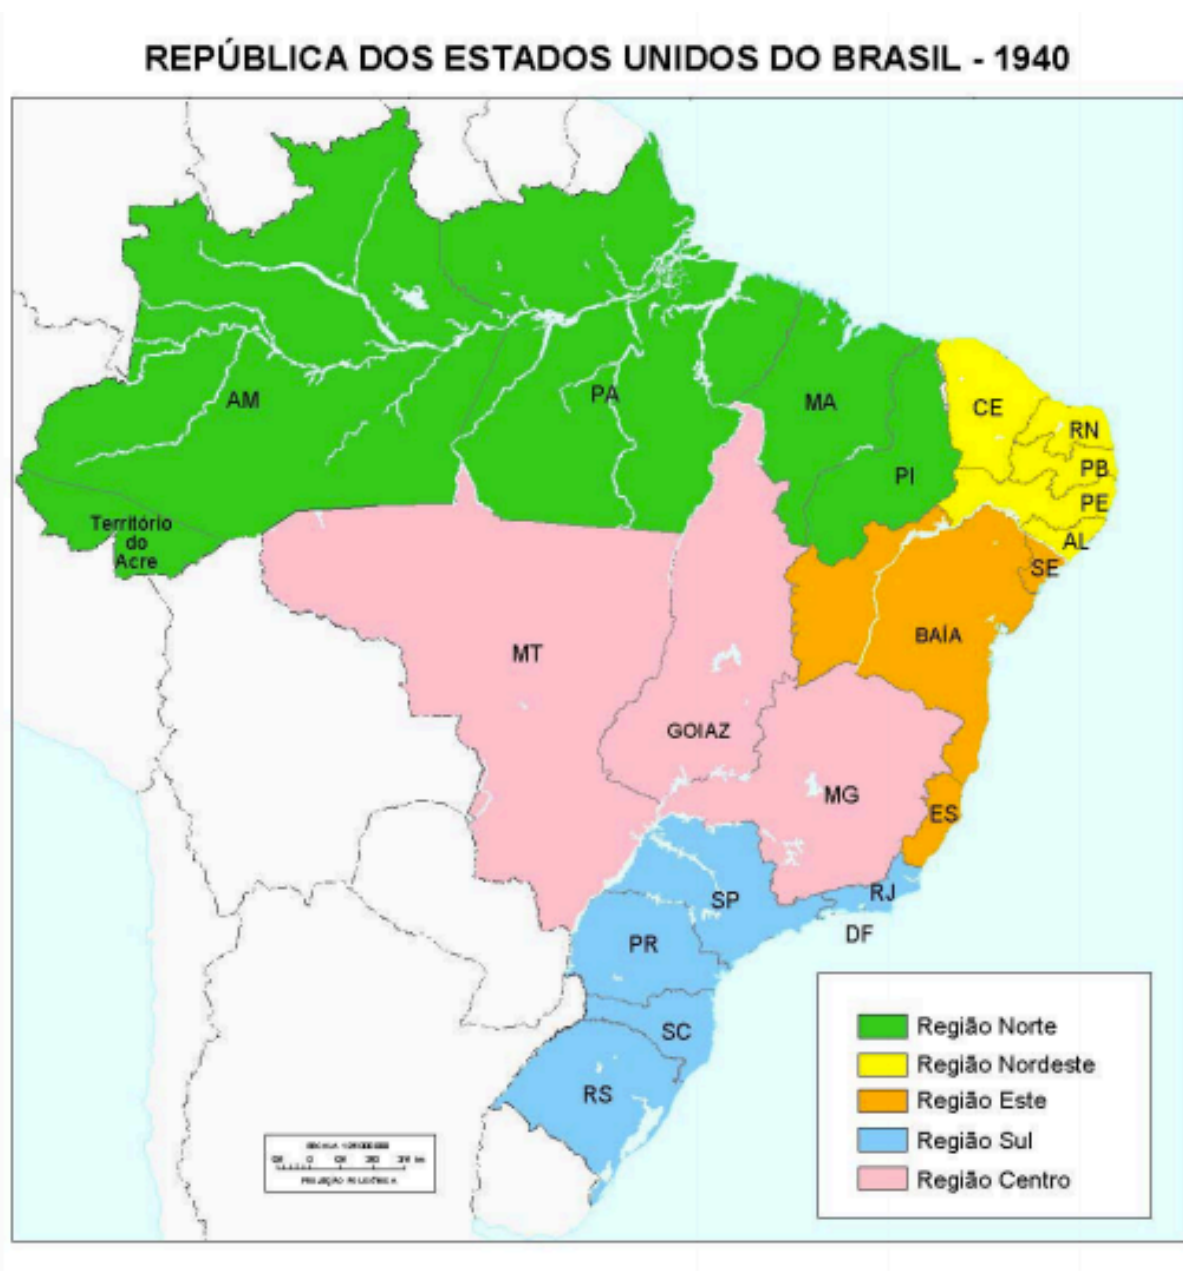 REPÚBLICA DOS ESTADOS UNIDOS DO BRASIL - 1940
AM
PA
MA
CE
RN
PI
PB
PE
Território
do
Acre
AL
SE
BAÍA
MT
GOIAZ
MG
ES
SP
RJ
DF
PR
SC
RS
Região Norte
Região Nordeste
Região Este
Região Sul
Região Centro